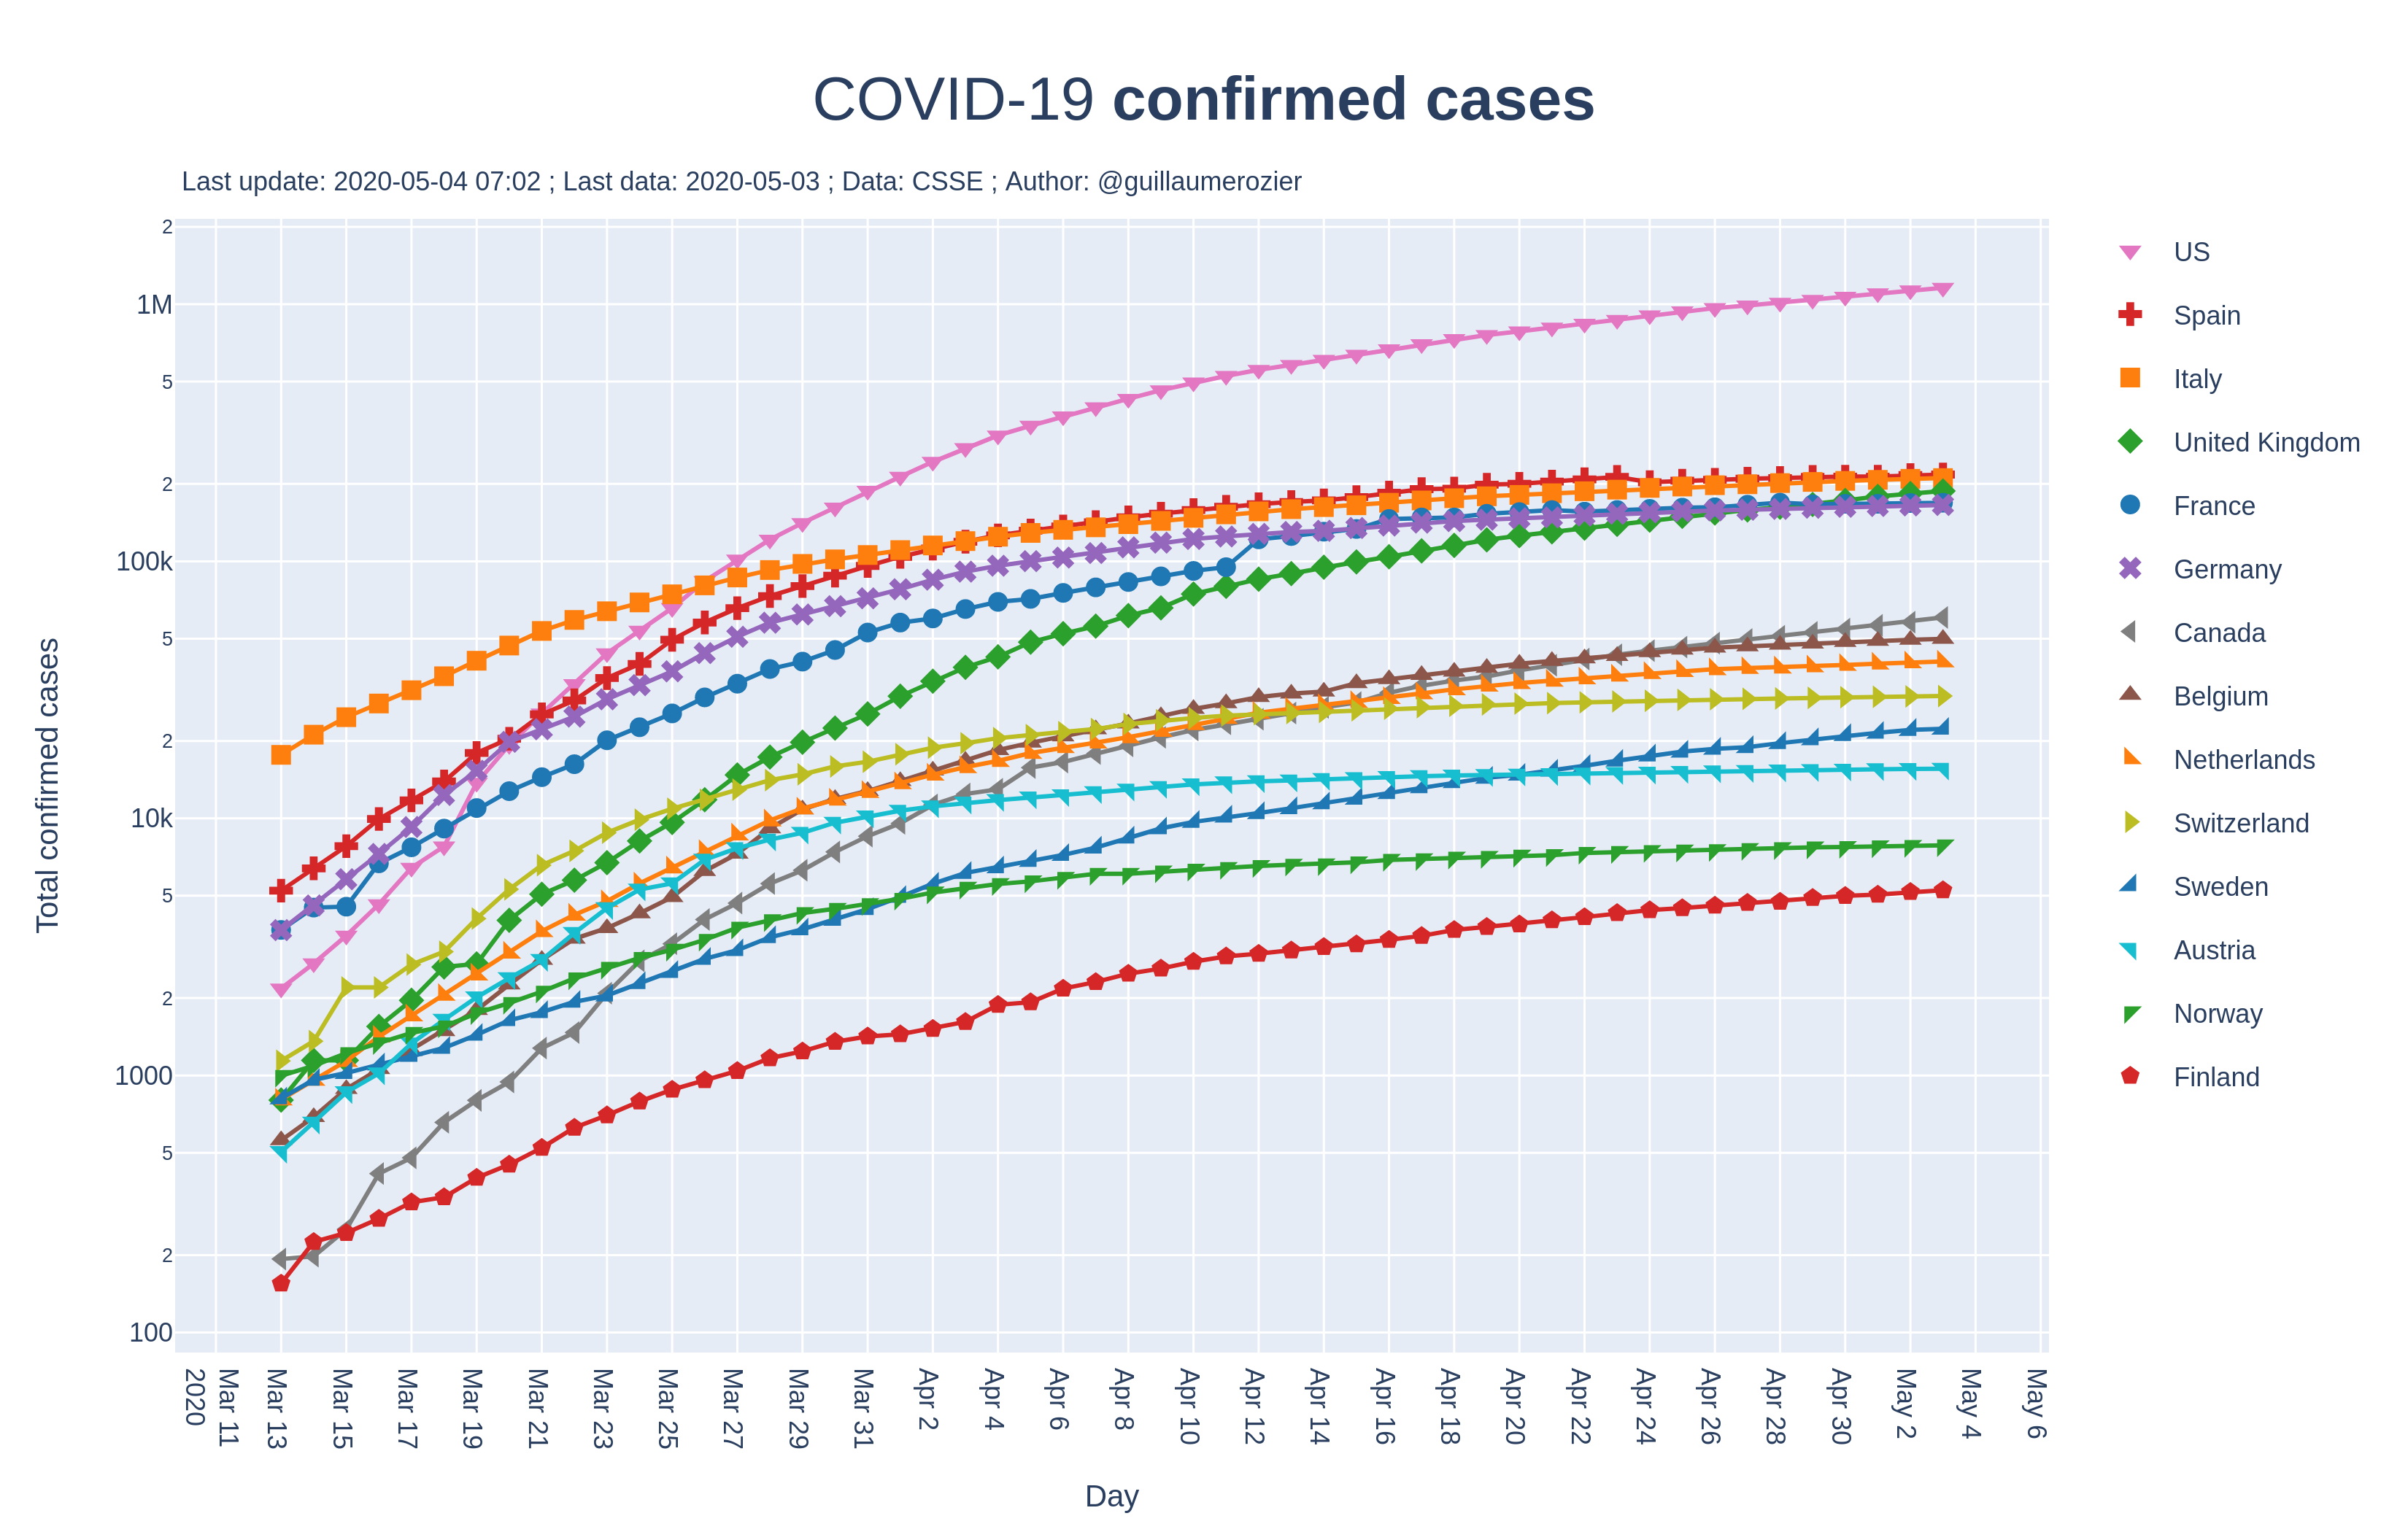 COVID-19 confirmed cases
Last update: 2020-05-04 07:02 ; Last data: 2020-05-03 ; Data: CSSE ; Author: @guillaumerozier
2
1M
5
2
100k
5
2
10k
5
2
1000
5
2
100
Total confirmed cases
Mar 11
2020
Mar 13
Mar 15
Mar 17
Mar 19
Mar 21
Mar 23
Mar 25
Mar 27
Mar 29
Mar 31
Apr 2
Apr 4
Apr 6
Apr 8
Apr 10
Apr 12
Apr 14
Apr 16
Apr 18
Apr 20
Apr 22
Apr 24
Apr 26
Apr 28
Apr 30
May 2
May 4
May 6
Day
US
Spain
Italy
United Kingdom
France
Germany
Canada
Belgium
Netherlands
Switzerland
Sweden
Austria
Norway
Finland